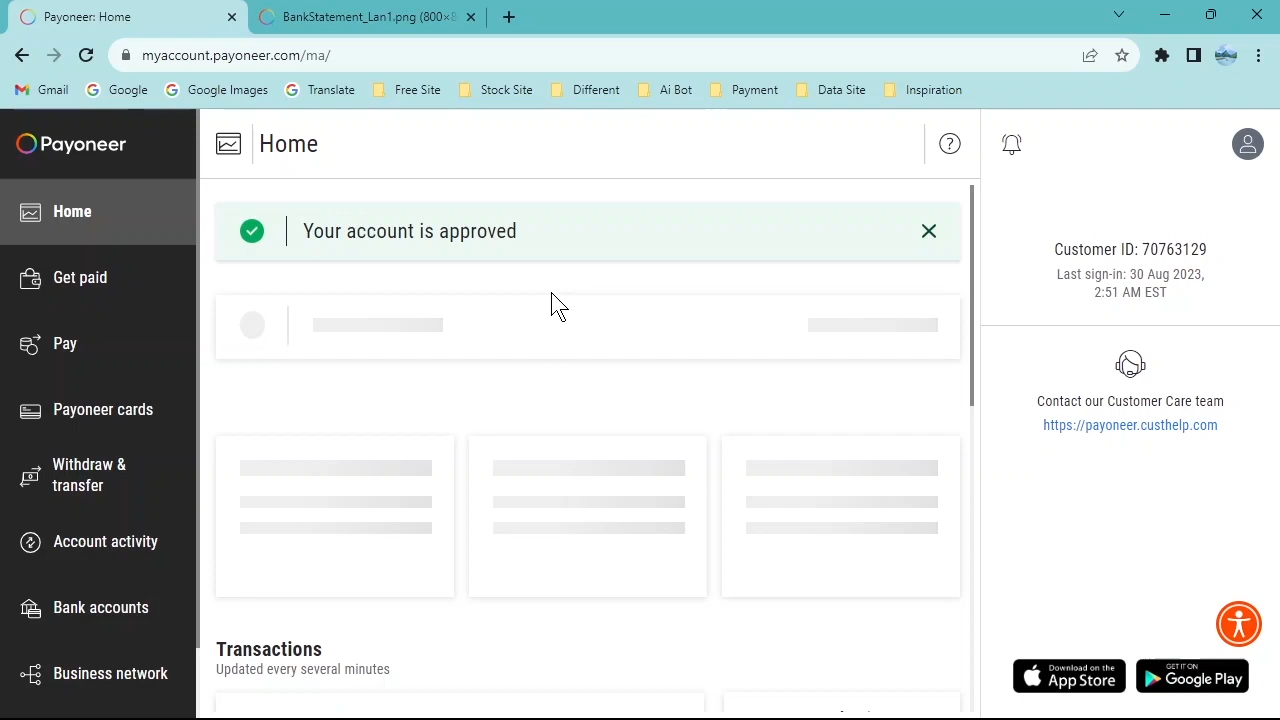 Payoneer: Home
BankStatement_Lan1.png (800×8
myaccount.payoneer.com/ma/
Gmail
Google
Google Images
Translate
Free Site
Stock Site
Different
Ai Bot
Payment
Data Site
Inspiration
Payoneer
Home
Get paid
Pay
Payoneer cards
Withdraw &
transfer
Account activity
Bank accounts
Business network
Home
?
Your account is approved
Transactions
Updated every several minutes
Customer ID: 70763129
Last sign-in: 30 Aug 2023,
2:51 AM EST
Contact our Customer Care team
https://payoneer.custhelp.com
Download on the
App Store
GET IT ON
Google Play